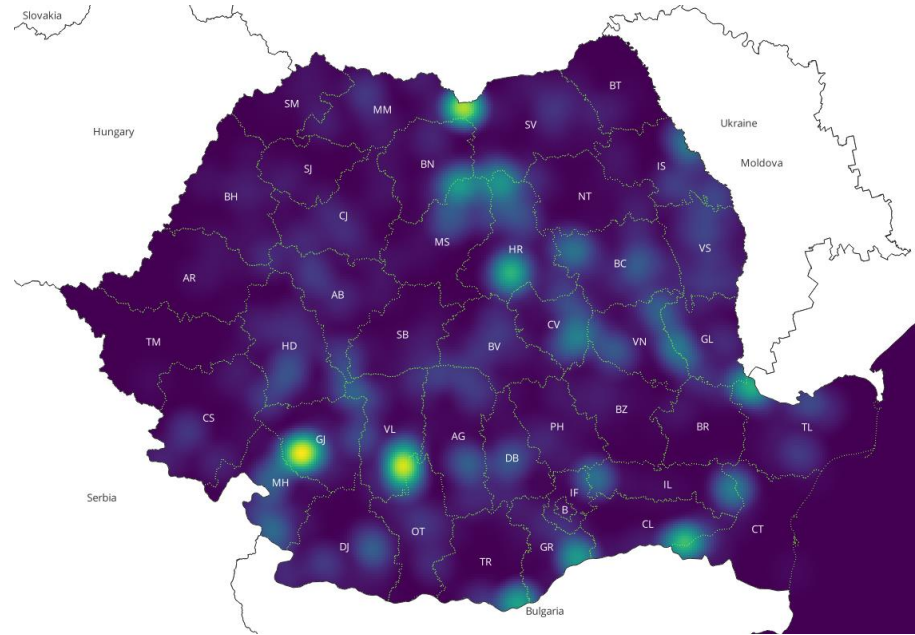 Slovakia
BT
SM
MM
SV
Ukraine
Hungary
IS
Moldova
BN
SJ
BH
NT
CJ
MS
HR
VS
BC
AR
AB
CV
SB
VN
GL
TM
HD
BV
BZ
CS
BR
TL
GJ
VL
AG
PH
DB
MH
IF
IL
Serbia
B
CL
CT
OT
DJ
GR
TR
Bulgaria